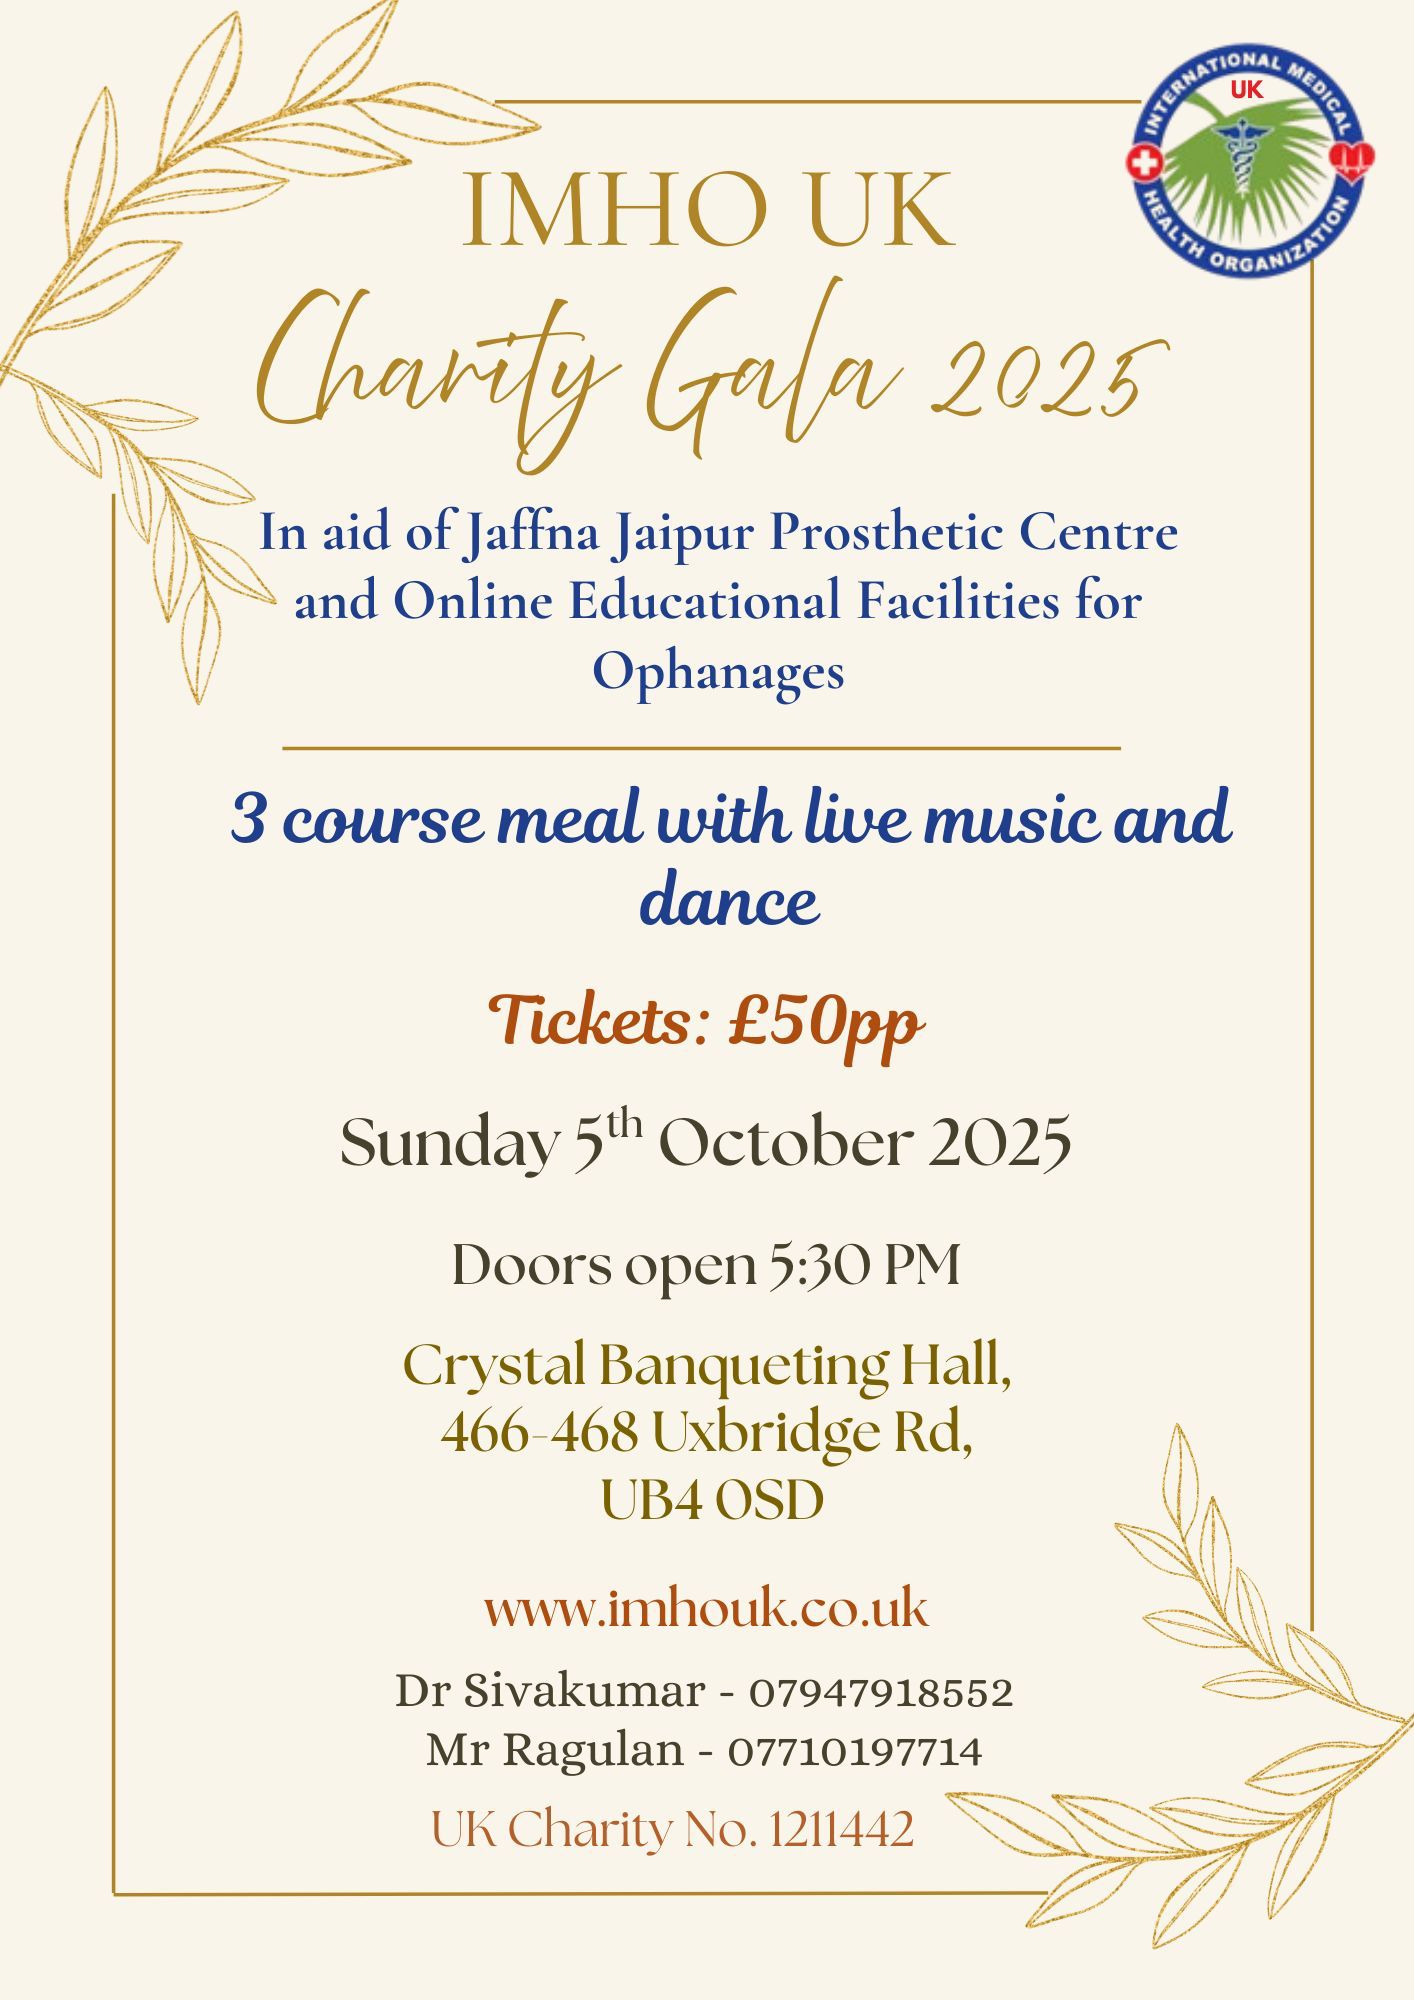 INTERNATIONAL MEDICAL
UK
HEALTH ORGANIZATION
IMHO UK
Charity Gala 2025
In aid of Jaffna Jaipur Prosthetic Centre
and Online Educational Facilities for
Ophanages
3 course meal with live music and
dance
Tickets: £50pp
Sunday 5th October 2025
Doors open 5:30 PM
Crystal Banqueting Hall,
466-468 Uxbridge Rd,
UB4 0SD
www.imhouk.co.uk
Dr Sivakumar - 07947918552
Mr Ragulan - 07710197714
UK Charity No. 1211442